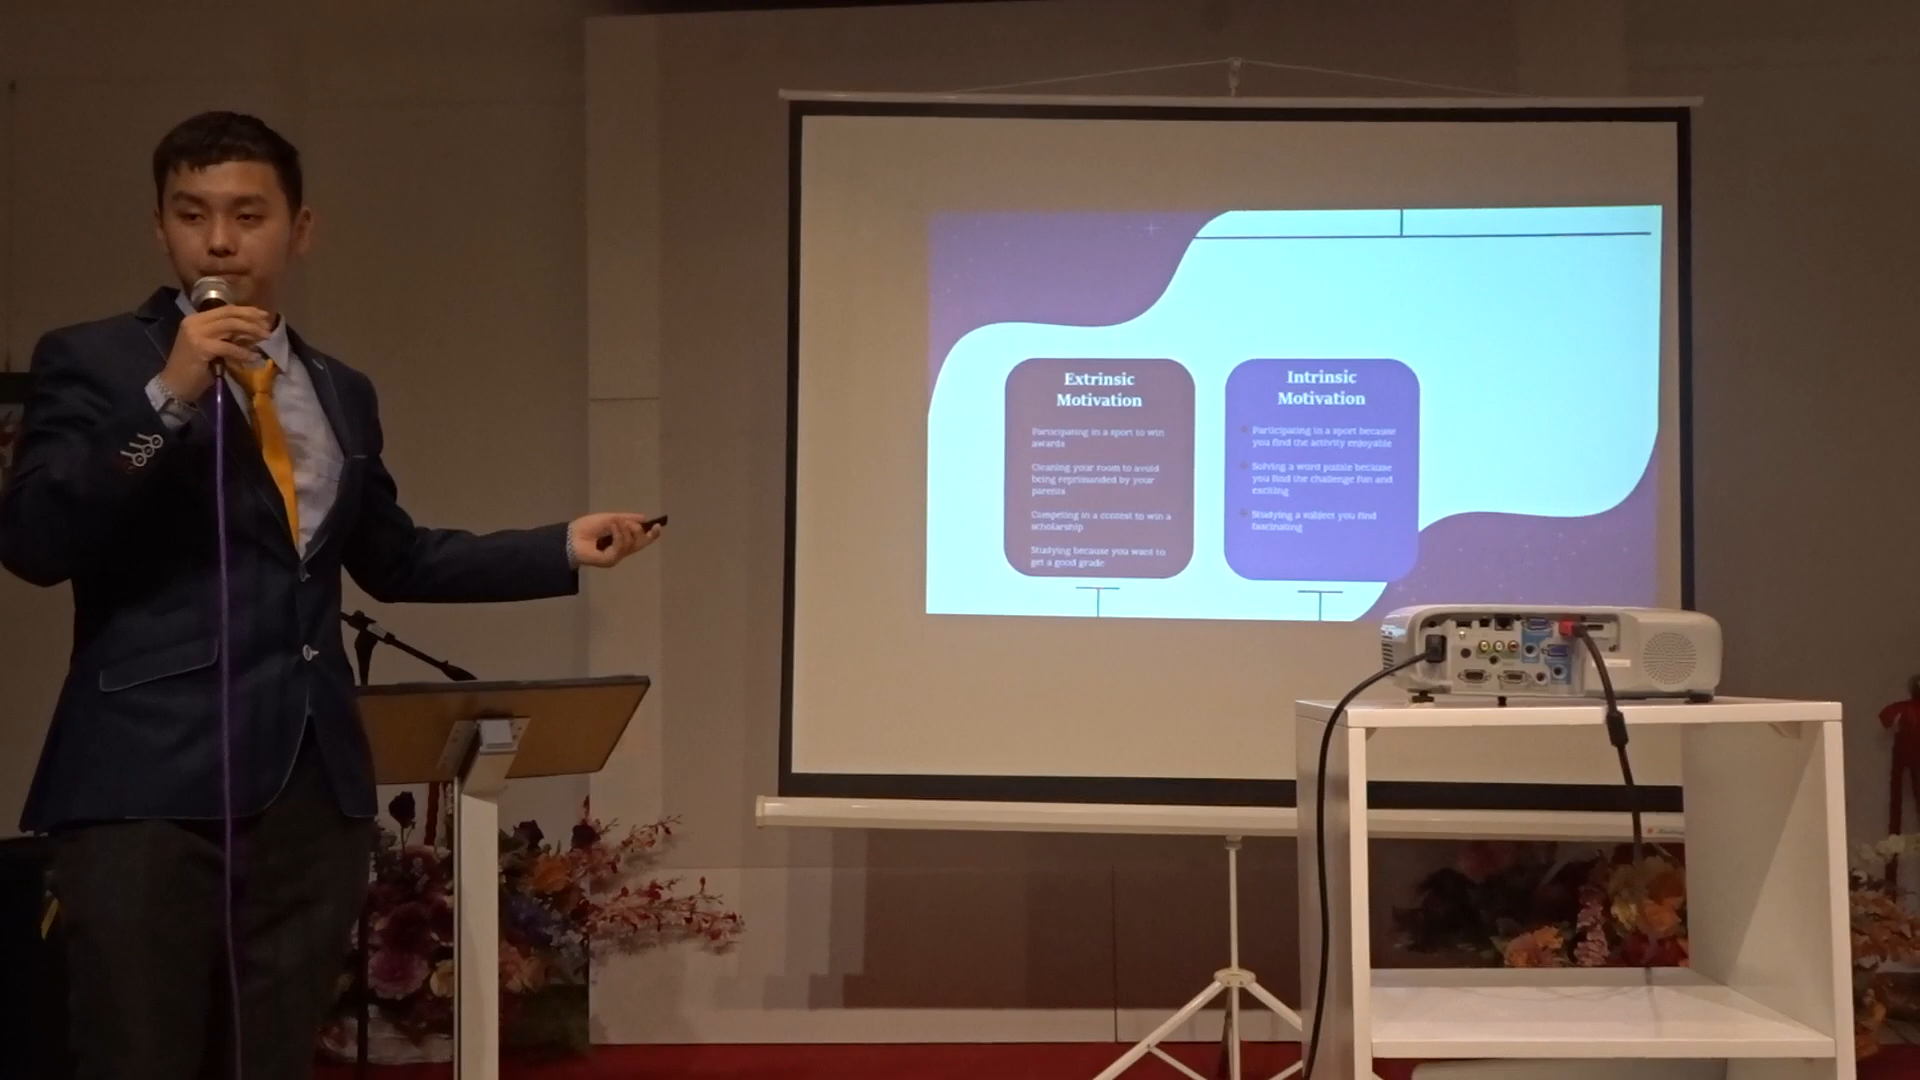 Extrinsic
Motivation
Participating in a sport to win
awards
Cleaning your room to avoid
being reprimanded by your
parents
Competing in a contest to win a
scholarship
Studying because you want to
get a good grade
Intrinsic
Motivation
Participating in a sport because
you find the activity enjoyable
Solving a word puzzle because
you find the challenge fun and
exciting
Studying a subject you find
fascinating